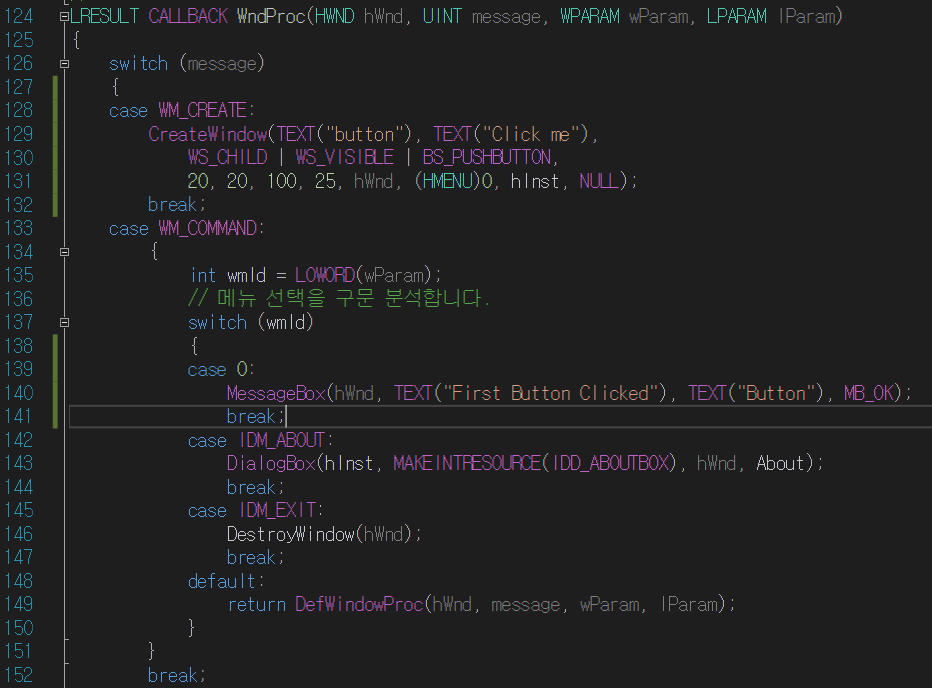 124 LRESULT CALLBACK WndProc(HWND hWnd, UINT message, WPARAM wParam, LPARAM lParam)
125 {
126     switch (message)
127     {
128     case WM_CREATE:
129         CreateWindow(TEXT("button"), TEXT("Click me"),
130             WS_CHILD | WS_VISIBLE | BS_PUSHBUTTON,
131             20, 20, 100, 25, hWnd, (HMENU)0, hInst, NULL);
132         break;
133     case WM_COMMAND:
134         {
135             int wmId = LOWORD(wParam);
136             // 메뉴 선택을 구문 분석합니다.
137             switch (wmId)
138             {
139             case 0:
140                 MessageBox(hWnd, TEXT("First Button Clicked"), TEXT("Button"), MB_OK);
141                 break;
142             case IDM_ABOUT:
143                 DialogBox(hInst, MAKEINTRESOURCE(IDD_ABOUTBOX), hWnd, About);
144                 break;
145             case IDM_EXIT:
146                 DestroyWindow(hWnd);
147                 break;
148             default:
149                 return DefWindowProc(hWnd, message, wParam, lParam);
150             }
151         }
152         break;